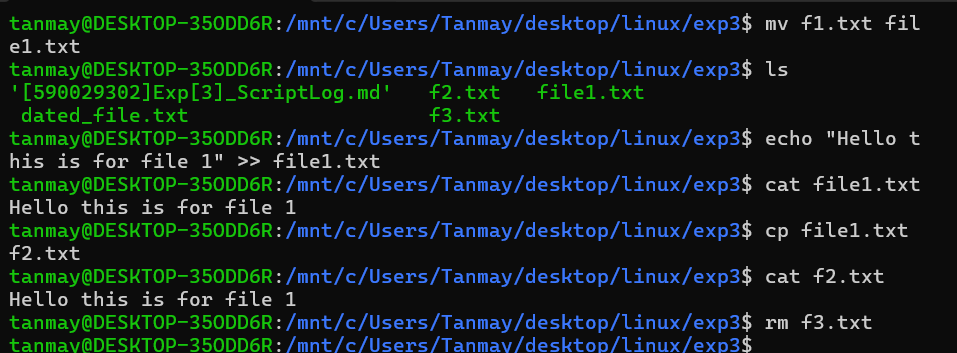 tanmay@DESKTOP-35ODD6R:/mnt/c/Users/Tanmay/desktop/linux/exp3$ mv f1.txt fil
e1.txt
tanmay@DESKTOP-35ODD6R:/mnt/c/Users/Tanmay/desktop/linux/exp3$ ls
'[590029302]Exp[3]_ScriptLog.md'   f2.txt   file1.txt
 dated_file.txt                    f3.txt
tanmay@DESKTOP-35ODD6R:/mnt/c/Users/Tanmay/desktop/linux/exp3$ echo "Hello t
his is for file 1" >> file1.txt
tanmay@DESKTOP-35ODD6R:/mnt/c/Users/Tanmay/desktop/linux/exp3$ cat file1.txt
Hello this is for file 1
tanmay@DESKTOP-35ODD6R:/mnt/c/Users/Tanmay/desktop/linux/exp3$ cp file1.txt
f2.txt
tanmay@DESKTOP-35ODD6R:/mnt/c/Users/Tanmay/desktop/linux/exp3$ cat f2.txt
Hello this is for file 1
tanmay@DESKTOP-35ODD6R:/mnt/c/Users/Tanmay/desktop/linux/exp3$ rm f3.txt
tanmay@DESKTOP-35ODD6R:/mnt/c/Users/Tanmay/desktop/linux/exp3$